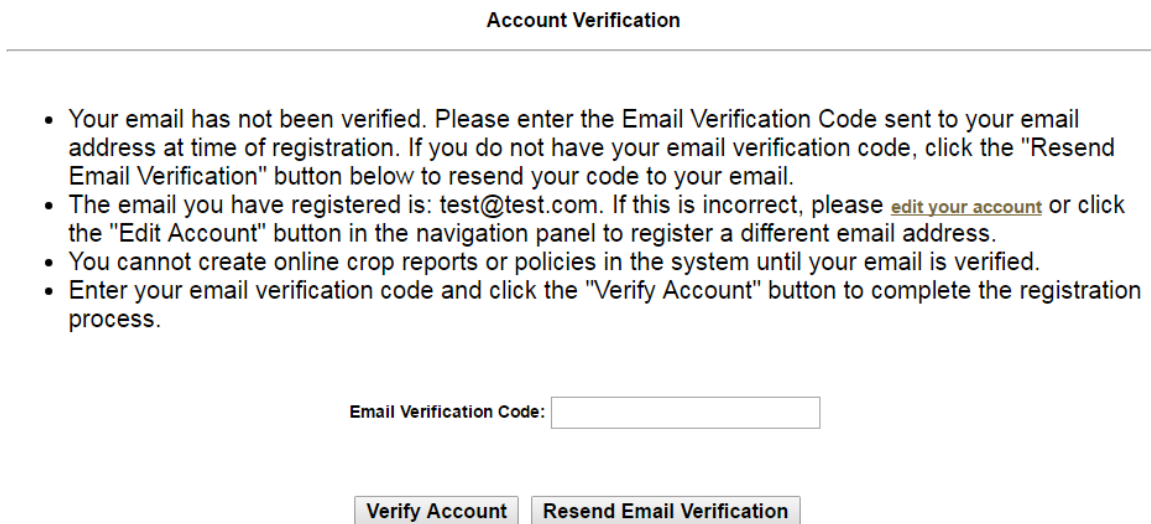 Account Verification
• Your email has not been verified. Please enter the Email Verification Code sent to your email
address at time of registration. If you do not have your email verification code, click the "Resend
Email Verification" button below to resend your code to your email.
• The email you have registered is: test@test.com. If this is incorrect, please edit your account or click
the "Edit Account" button in the navigation panel to register a different email address.
• You cannot create online crop reports or policies in the system until your email is verified.
• Enter your email verification code and click the "Verify Account" button to complete the registration
process.
Email Verification Code:
Verify Account Resend Email Verification